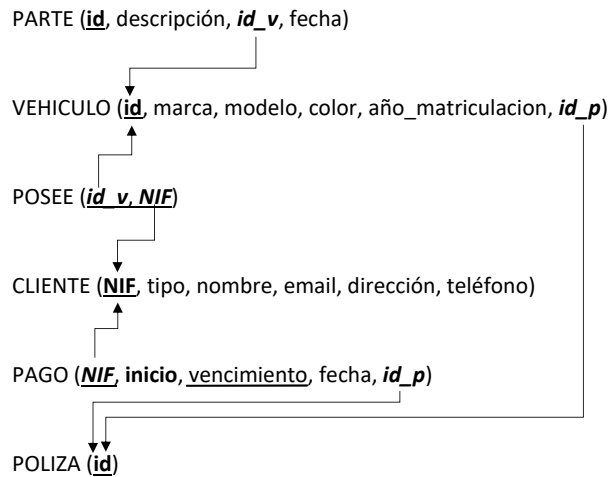 PARTE (id, descripción, id_v, fecha)
VEHICULO (id, marca, modelo, color, año_matriculacion, id_p)
POSEE (id_v, NIF)
CLIENTE (NIF, tipo, nombre, email, dirección, teléfono)
PAGO (NIF, inicio, vencimiento, fecha, id_p)
POLIZA (id)